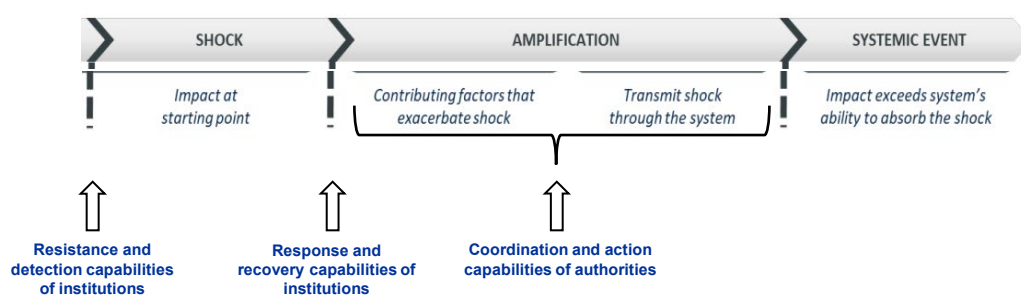 SHOCK
AMPLIFICATION
SYSTEMIC EVENT
Impact at
starting point
Contributing factors that
exacerbate shock
Transmit shock
through the system
Impact exceeds system's
ability to absorb the shock
Resistance and
detection capabilities
of institutions
Response and
recovery capabilities of
institutions
Coordination and action
capabilities of authorities